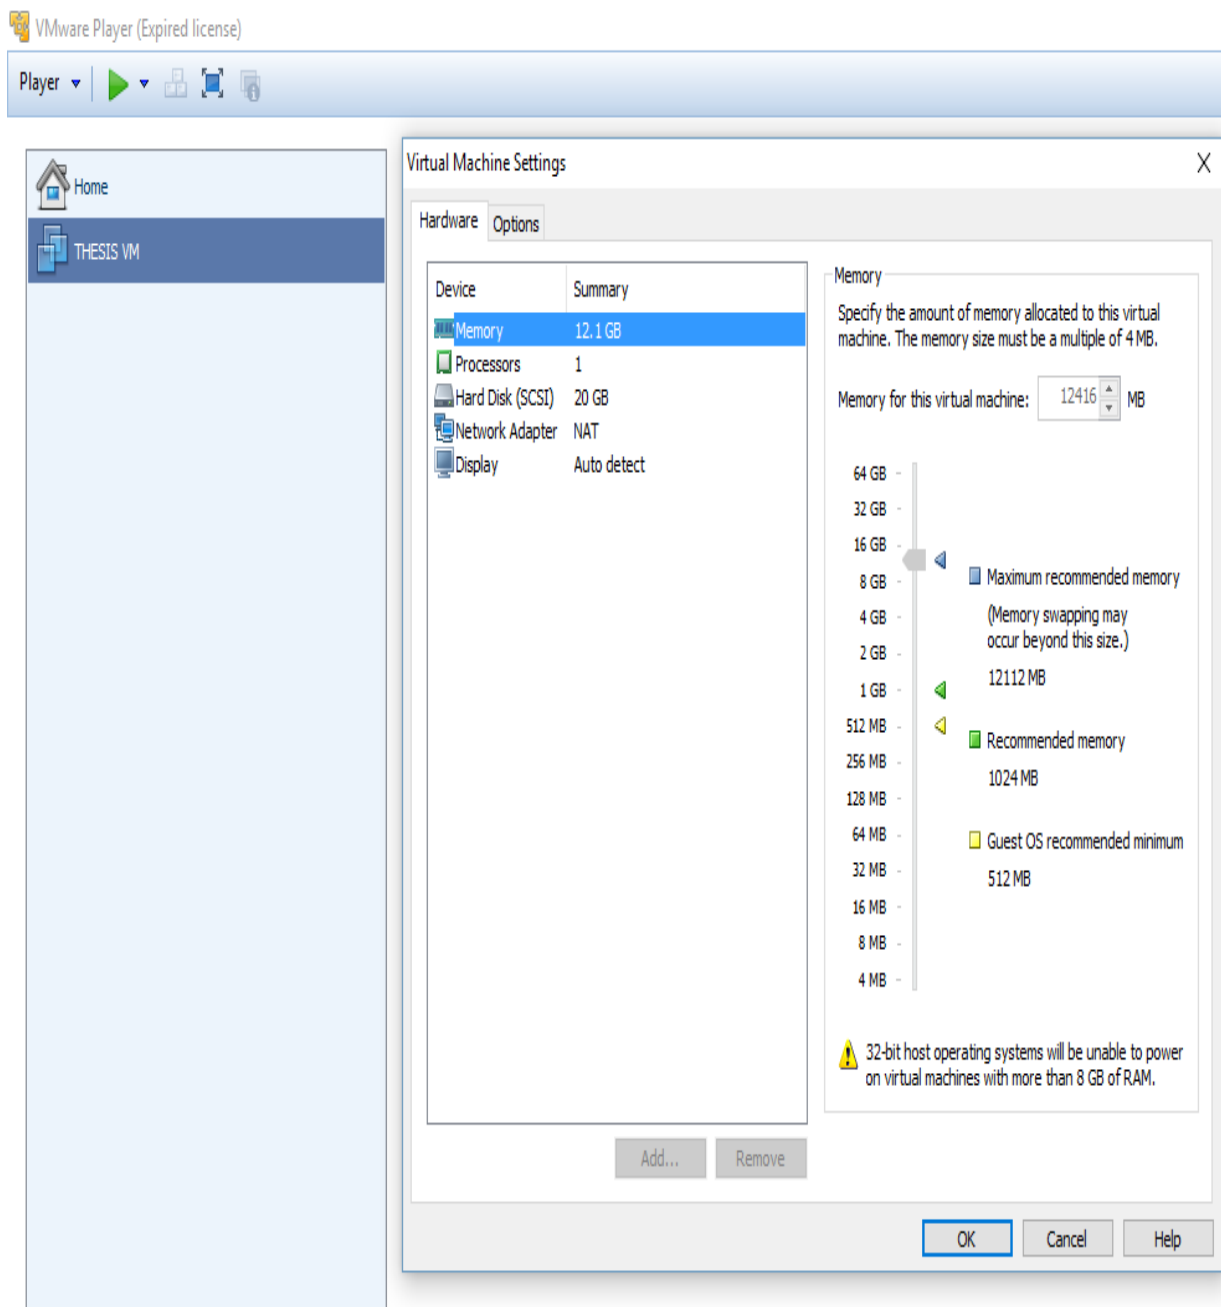 VMware Player (Expired license)
Player
Home
THESIS VM
Virtual Machine Settings
X
Hardware Options
Device Summary
Memory 12.1 GB
Processors 1
Hard Disk (SCSI) 20 GB
Network Adapter NAT
Display Auto detect
Add... Remove
Memory
Specify the amount of memory allocated to this virtual
machine. The memory size must be a multiple of 4 MB.
Memory for this virtual machine: 12416 MB
64 GB
32 GB
16 GB
8 GB
4 GB
2 GB
1 GB
512 MB
256 MB
128 MB
64 MB
32 MB
16 MB
8 MB
4 MB
Maximum recommended memory
(Memory swapping may
occur beyond this size.)
12112 MB
Recommended memory
1024 MB
Guest OS recommended minimum
512 MB
32-bit host operating systems will be unable to power
on virtual machines with more than 8 GB of RAM.
OK Cancel Help